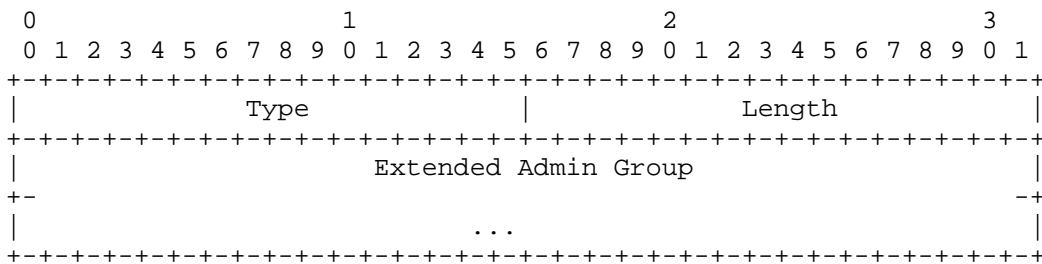 0                   1                   2                   3
 0 1 2 3 4 5 6 7 8 9 0 1 2 3 4 5 6 7 8 9 0 1 2 3 4 5 6 7 8 9 0 1
+-+-+-+-+-+-+-+-+-+-+-+-+-+-+-+-+-+-+-+-+-+-+-+-+-+-+-+-+-+-+-+-+
|              Type             |             Length            |
+-+-+-+-+-+-+-+-+-+-+-+-+-+-+-+-+-+-+-+-+-+-+-+-+-+-+-+-+-+-+-+-+
|                      Extended Admin Group                     |
+-                                                             -+
|                            ...                                |
+-+-+-+-+-+-+-+-+-+-+-+-+-+-+-+-+-+-+-+-+-+-+-+-+-+-+-+-+-+-+-+-+